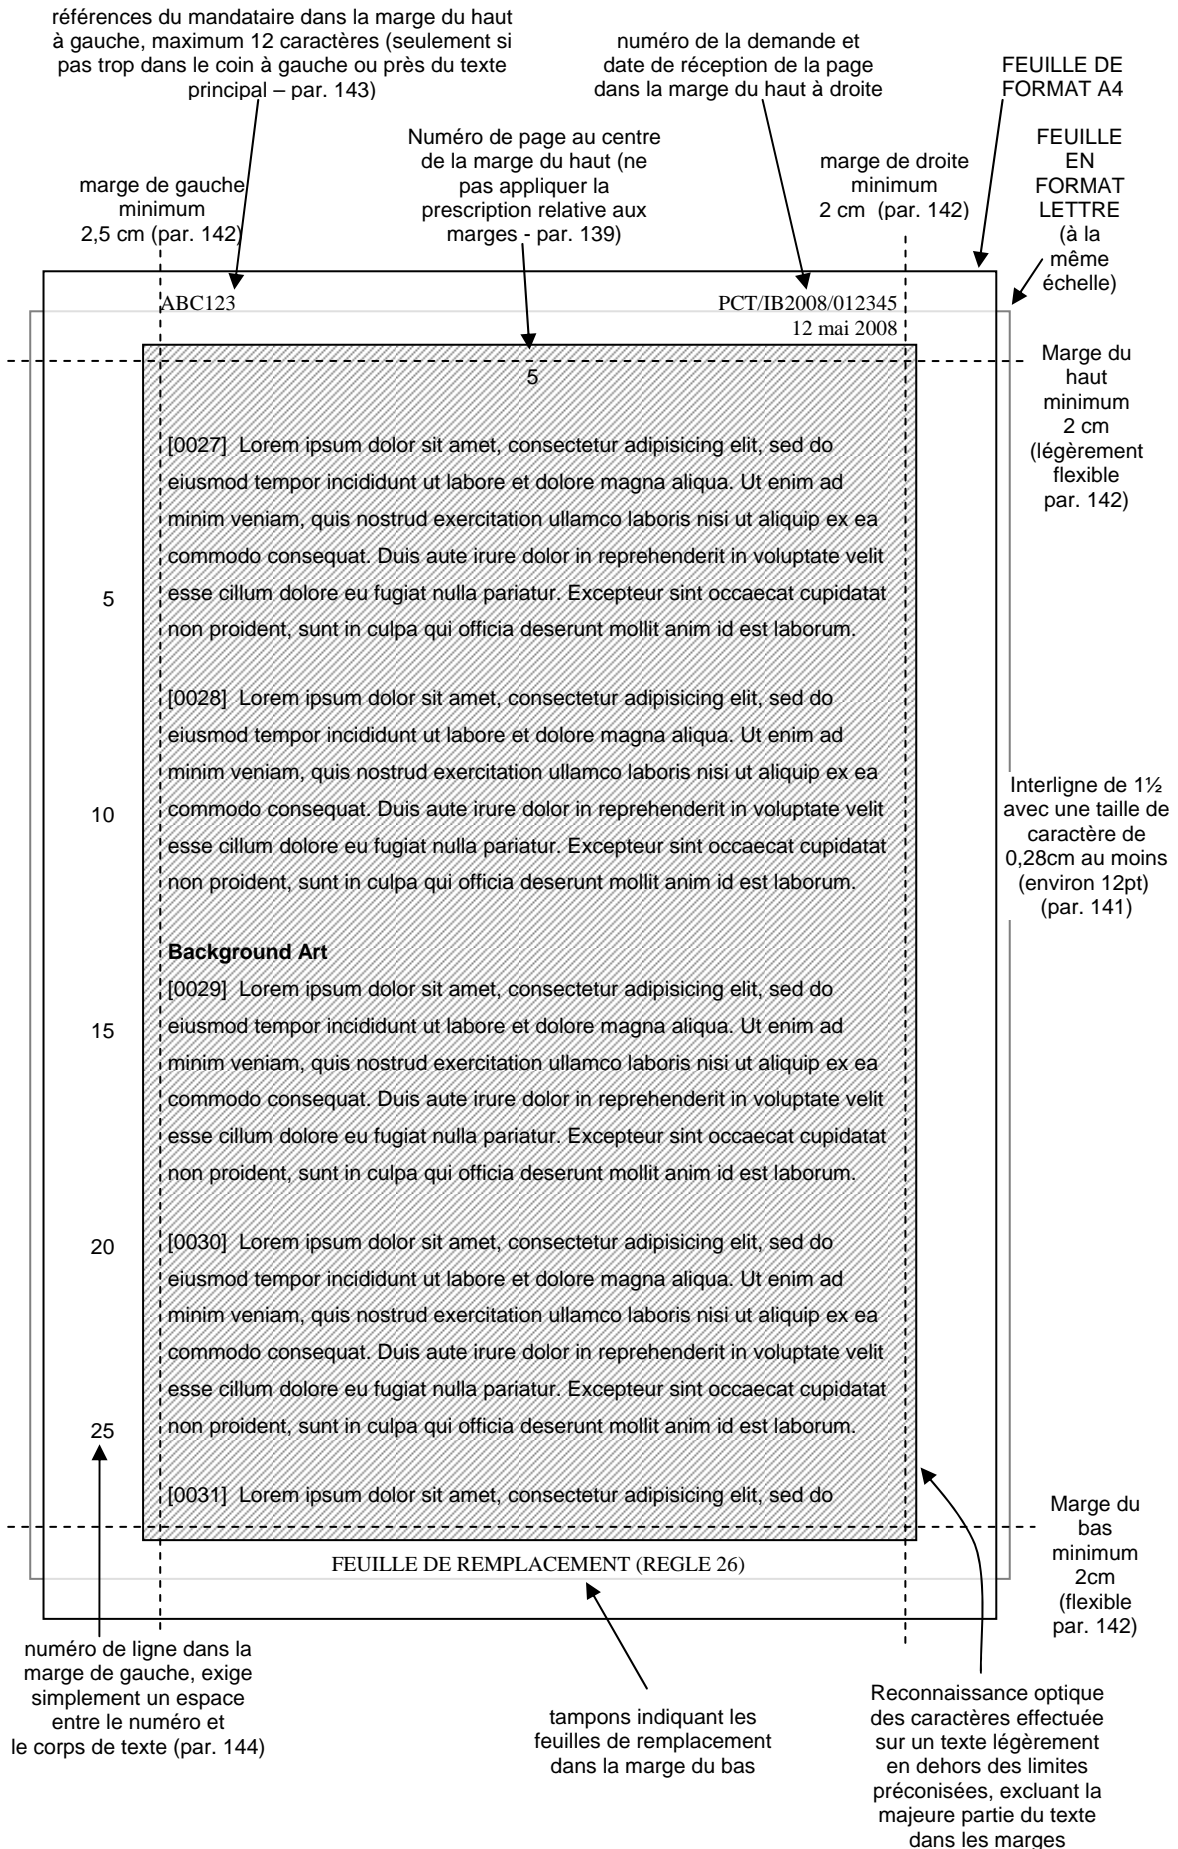 références du mandataire dans la marge du haut
à gauche, maximum 12 caractères (seulement si
pas trop dans le coin à gauche ou près du texte
principal – par. 143)
numéro de la demande et
date de réception de la page
dans la marge du haut à droite
FEUILLE DE
FORMAT A4
Numéro de page au centre
de la marge du haut (ne
pas appliquer la
prescription relative aux
marges - par. 139)
FEUILLE
EN
FORMAT
LETTRE
(à la
même
échelle)
marge de gauche
minimum
2,5 cm (par. 142)
marge de droite
minimum
2 cm (par. 142)
ABC123
PCT/IB2008/012345
12 mai 2008
Marge du
haut
minimum
2 cm
(légèrement
flexible
par. 142)
5
[0027] Lorem ipsum dolor sit amet, consectetur adipisicing elit, sed do
eiusmod tempor incididunt ut labore et dolore magna aliqua. Ut enim ad
minim veniam, quis nostrud exercitation ullamco laboris nisi ut aliquip ex ea
commodo consequat. Duis aute irure dolor in reprehenderit in voluptate velit
5 esse cillum dolore eu fugiat nulla pariatur. Excepteur sint occaecat cupidatat
non proident, sunt in culpa qui officia deserunt mollit anim id est laborum.
[0028] Lorem ipsum dolor sit amet, consectetur adipisicing elit, sed do
eiusmod tempor incididunt ut labore et dolore magna aliqua. Ut enim ad
minim veniam, quis nostrud exercitation ullamco laboris nisi ut aliquip ex ea
10 commodo consequat. Duis aute irure dolor in reprehenderit in voluptate velit
esse cillum dolore eu fugiat nulla pariatur. Excepteur sint occaecat cupidatat
non proident, sunt in culpa qui officia deserunt mollit anim id est laborum.
Interligne de 1½
avec une taille de
caractère de
0,28cm au moins
(environ 12pt)
(par. 141)
Background Art
[0029] Lorem ipsum dolor sit amet, consectetur adipisicing elit, sed do
15 eiusmod tempor incididunt ut labore et dolore magna aliqua. Ut enim ad
minim veniam, quis nostrud exercitation ullamco laboris nisi ut aliquip ex ea
commodo consequat. Duis aute irure dolor in reprehenderit in voluptate velit
esse cillum dolore eu fugiat nulla pariatur. Excepteur sint occaecat cupidatat
non proident, sunt in culpa qui officia deserunt mollit anim id est laborum.
20 [0030] Lorem ipsum dolor sit amet, consectetur adipisicing elit, sed do
eiusmod tempor incididunt ut labore et dolore magna aliqua. Ut enim ad
minim veniam, quis nostrud exercitation ullamco laboris nisi ut aliquip ex ea
commodo consequat. Duis aute irure dolor in reprehenderit in voluptate velit
esse cillum dolore eu fugiat nulla pariatur. Excepteur sint occaecat cupidatat
25 non proident, sunt in culpa qui officia deserunt mollit anim id est laborum.
[0031] Lorem ipsum dolor sit amet, consectetur adipisicing elit, sed do
Marge du
bas
minimum
2cm
(flexible
par. 142)
FEUILLE DE REMPLACEMENT (REGLE 26)
numéro de ligne dans la
marge de gauche, exige
simplement un espace
entre le numéro et
le corps de texte (par. 144)
tampons indiquant les
feuilles de remplacement
dans la marge du bas
Reconnaissance optique
des caractères effectuée
sur un texte légèrement
en dehors des limites
préconisées, excluant la
majeure partie du texte
dans les marges